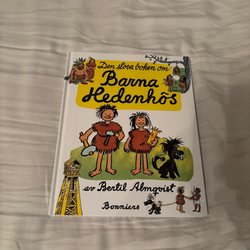 Den stora boken om
Barna
Hedenhös
av Bertil Almqvist
Bonniers